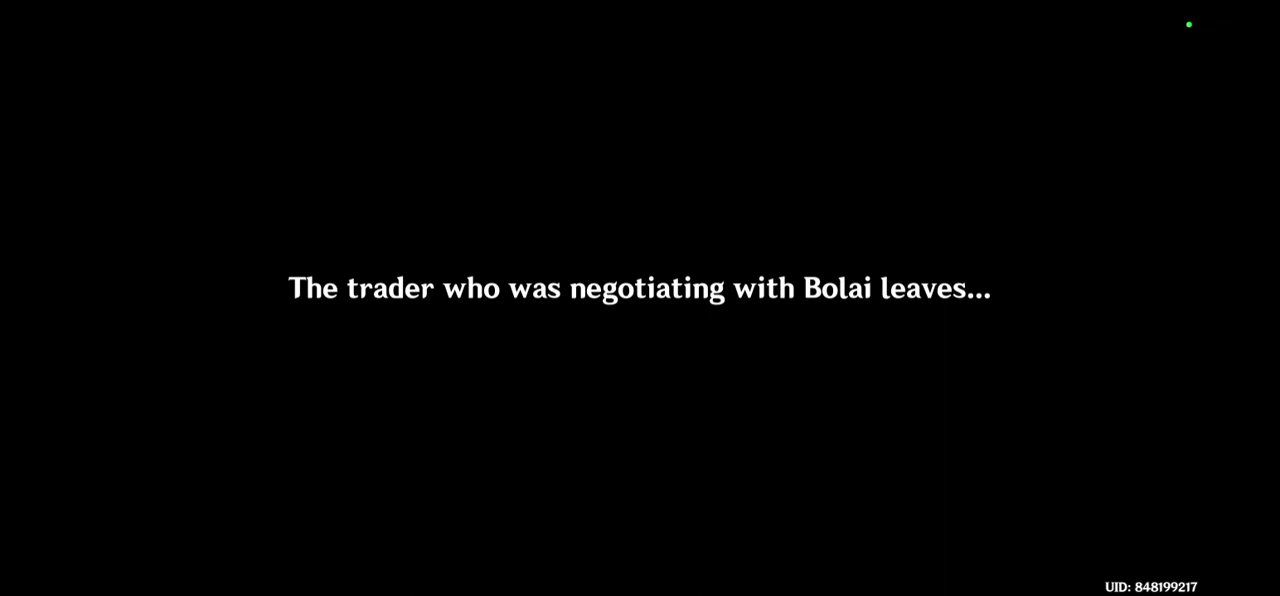 The trader who was negotiating with Bolai leaves...
UID: 848199217